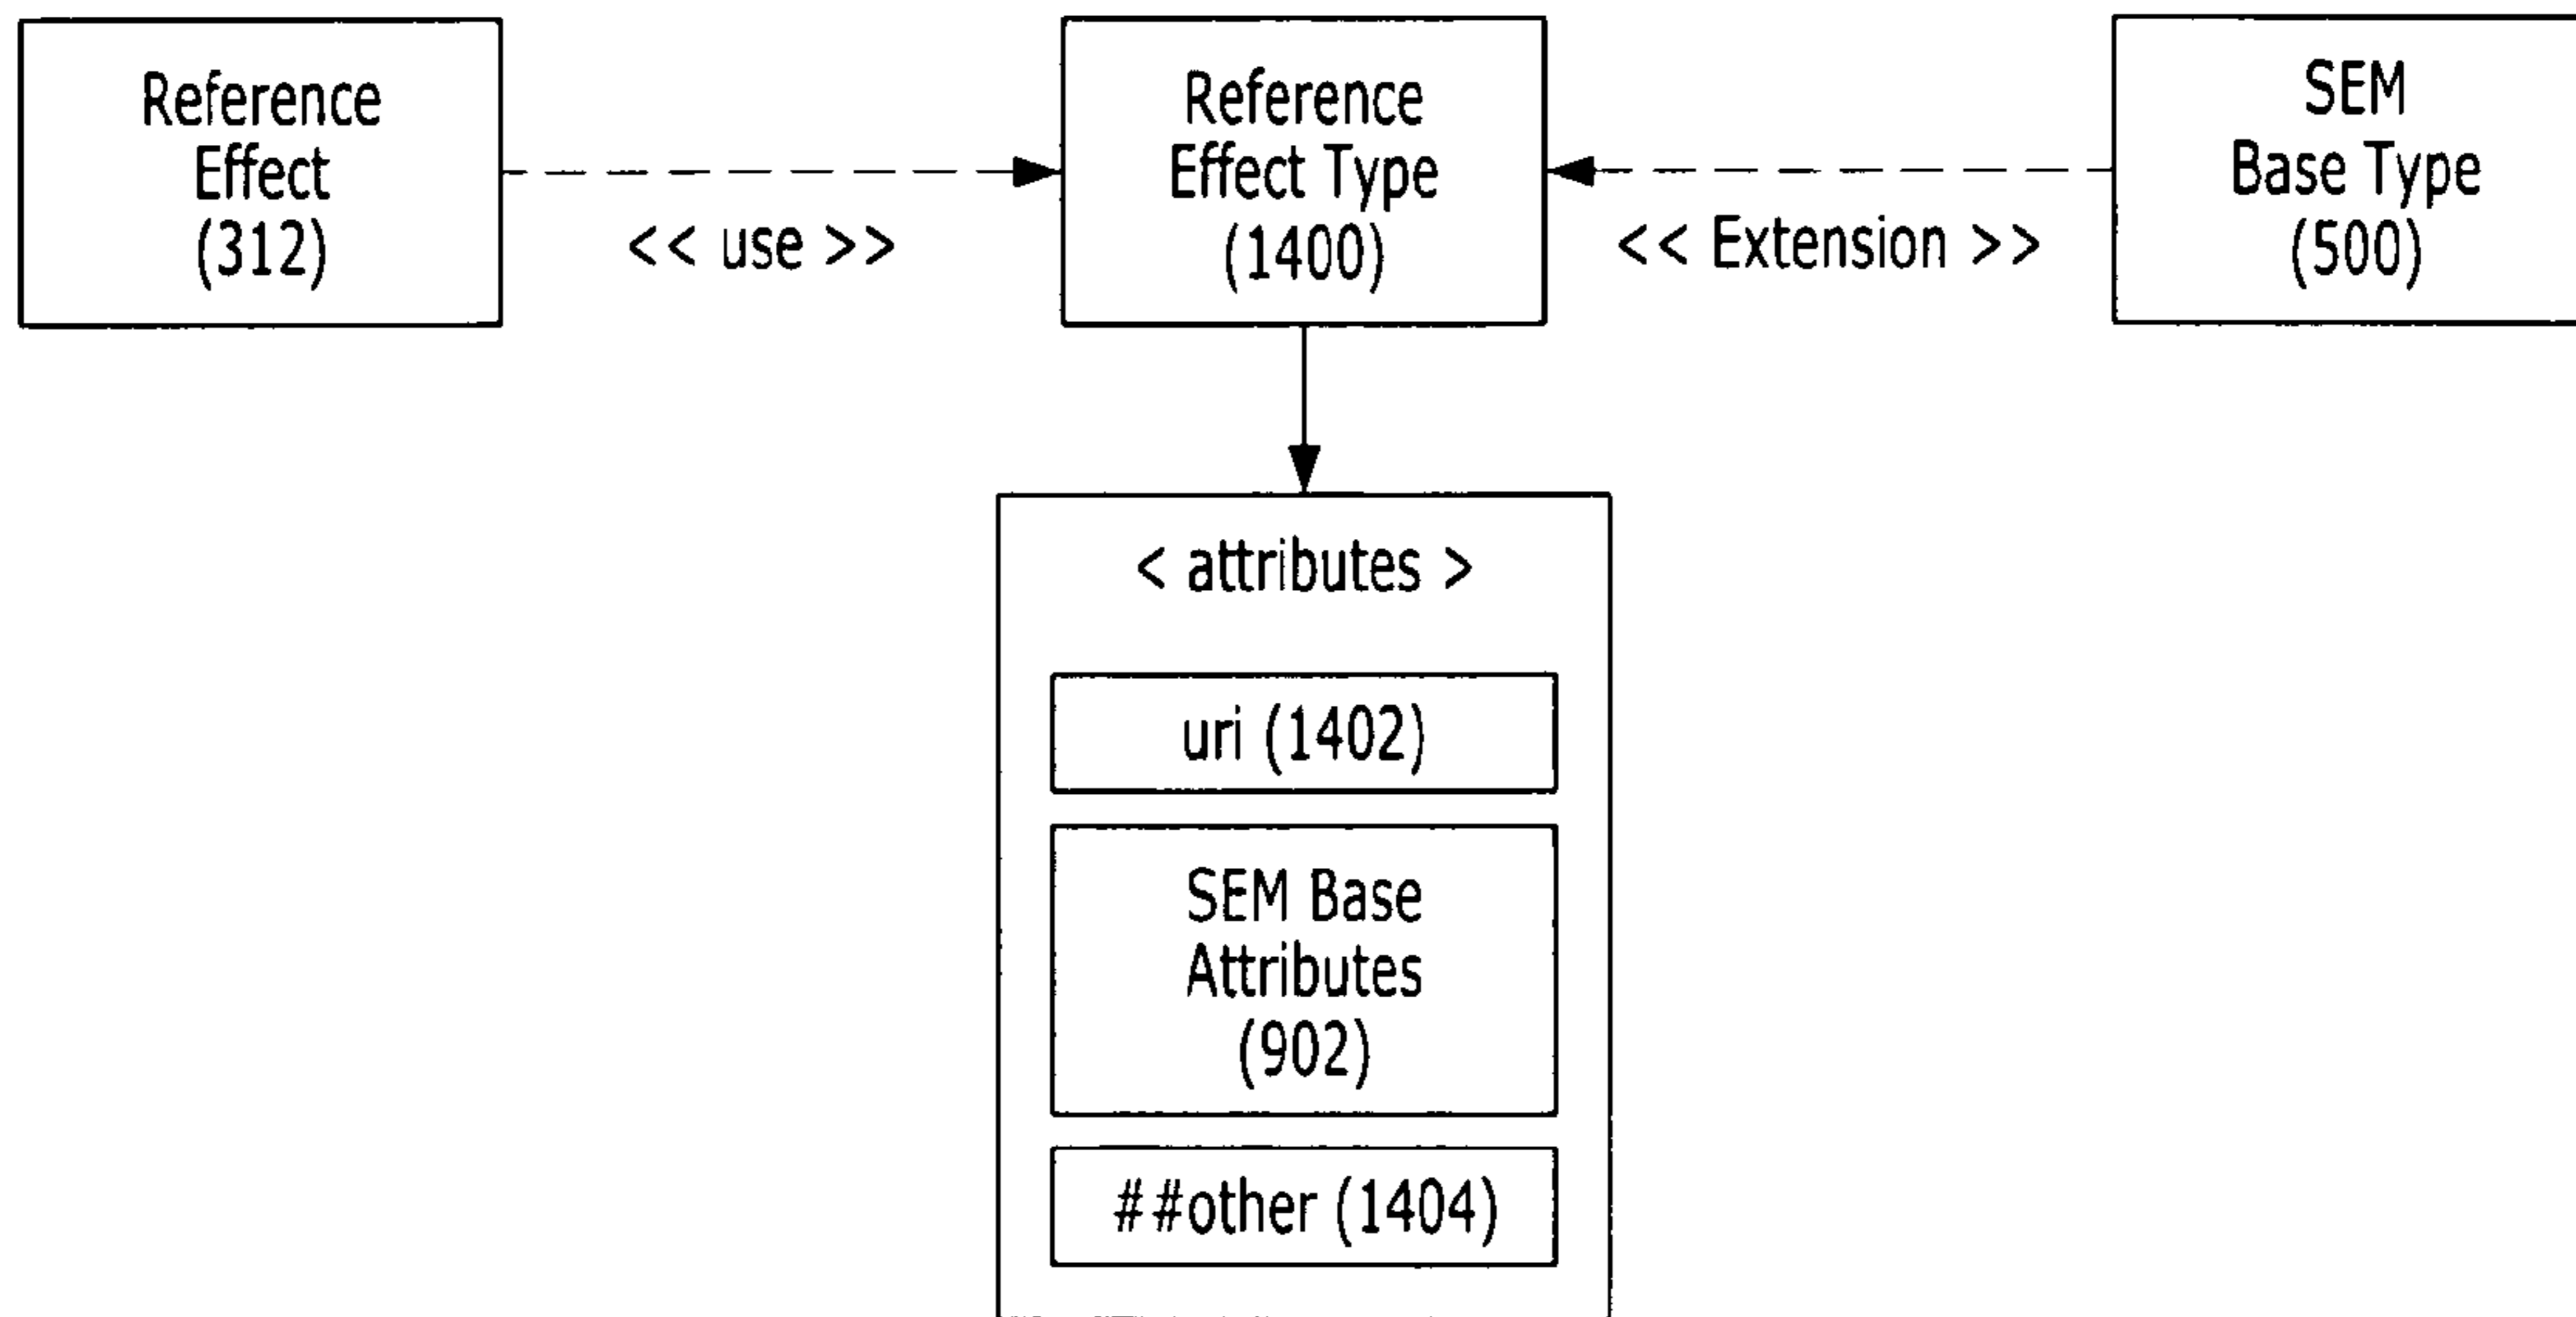 Reference
Effect
(312)
<< use >>
Reference
Effect Type
(1400)
<< Extension >>
SEM
Base Type
(500)
< attributes >
uri (1402)
SEM Base
Attributes
(902)
##other (1404)